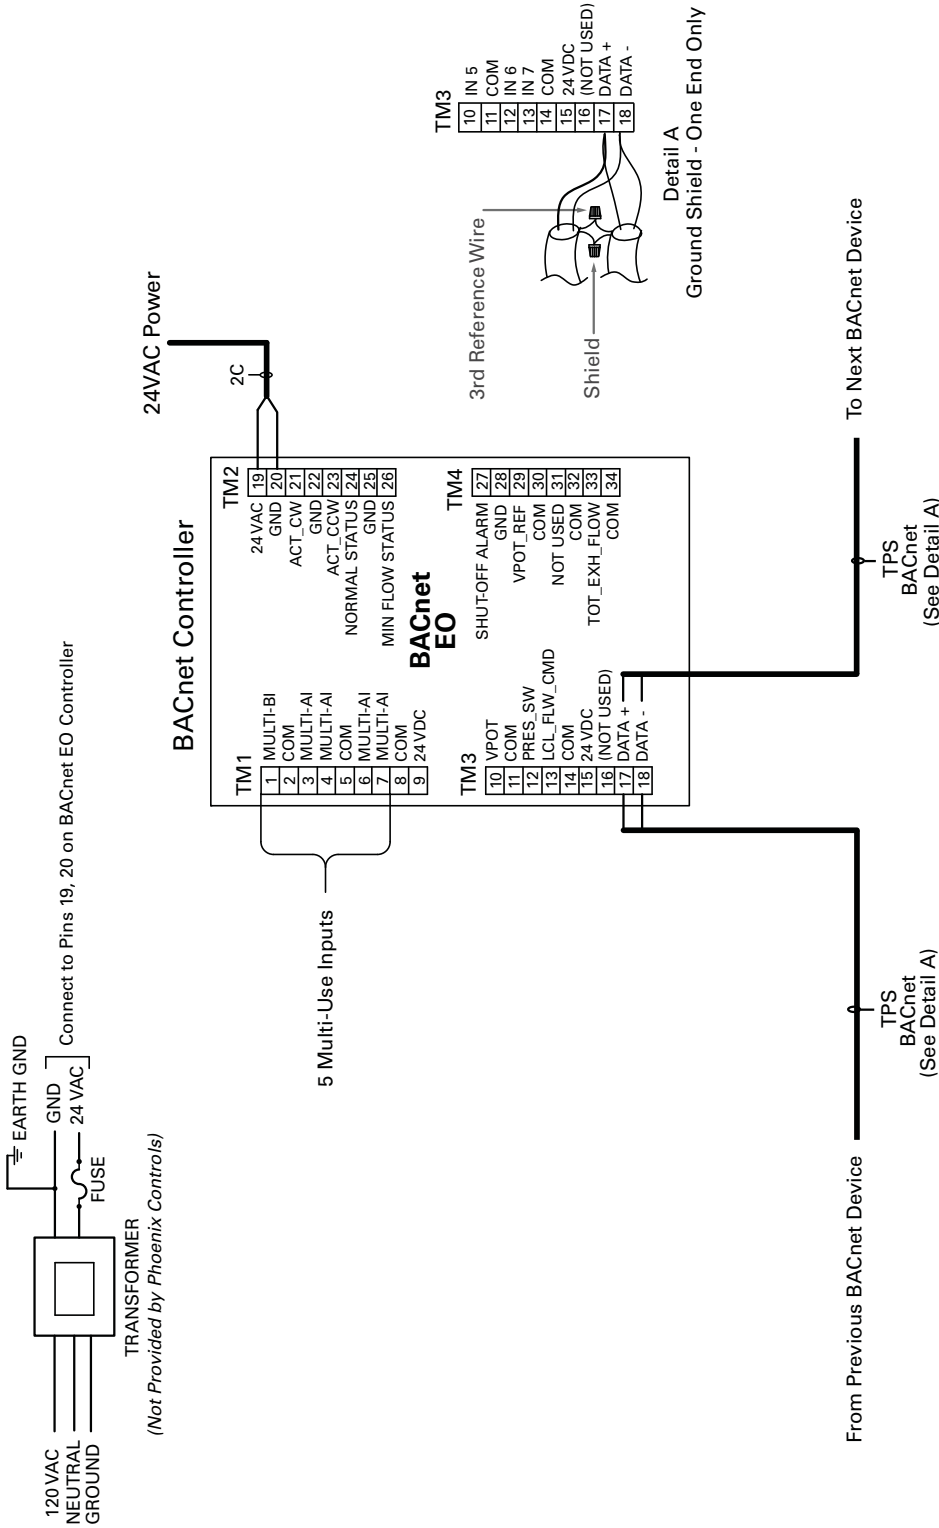 120 VAC
NEUTRAL
GROUND
TRANSFORMER
(Not Provided by Phoenix Controls)
EARTH GND
GND
24 VAC
FUSE
Connect to Pins 19, 20 on BACnet EO Controller
BACnet Controller
24VAC Power
2C
TM1
1 MULTI-BI
2 COM
3 MULTI-AI
4 MULTI-AI
5 COM
6 MULTI-AI
7 MULTI-AI
8 COM
9 24 VDC
5 Multi-Use Inputs
TM2
24 VAC 19
GND 20
ACT_CW 21
GND 22
ACT_CCW 23
NORMAL STATUS 24
GND 25
MIN FLOW STATUS 26
BACnet
EO
TM3
10 VPOT
11 COM
12 PRES_SW
13 LCL_FLW_CMD
14 COM
15 24 VDC
16 (NOT USED)
17 DATA +
18 DATA -
TM4
SHUT-OFF ALARM 27
GND 28
VPOT_REF 29
COM 30
NOT USED 31
COM 32
TOT_EXH_FLOW 33
COM 34
TM3
10 IN 5
11 COM
12 IN 6
13 IN 7
14 COM
15 24 VDC
16 (NOT USED)
17 DATA +
18 DATA -
3rd Reference Wire
Shield
Detail A
Ground Shield - One End Only
From Previous BACnet Device
TPS
BACnet
(See Detail A)
To Next BACnet Device
TPS
BACnet
(See Detail A)